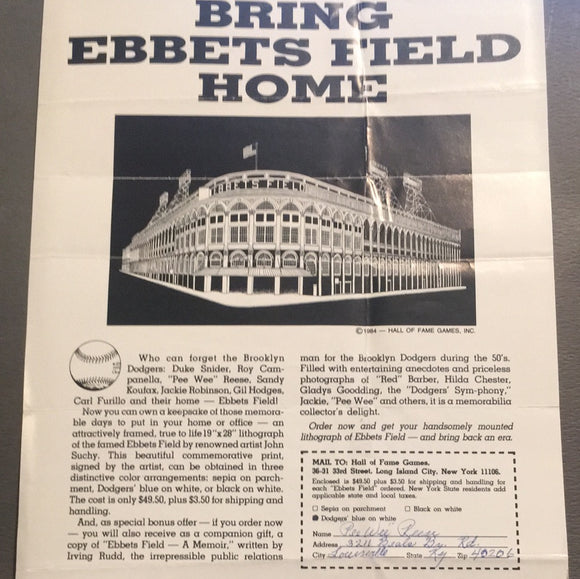 BRING
EBBETS FIELD
HOME
EBBETS FIELD
©1984 — HALL OF FAME GAMES, INC.
Who can forget the Brooklyn
Dodgers: Duke Snider, Roy Cam-
panella, "Pee Wee" Reese, Sandy
Koufax, Jackie Robinson, Gil Hodges,
Carl Furillo and their home — Ebbets Field!
Now you can own a keepsake of those memora-
ble days to put in your home or office — an
attractively framed, true to life 19"x 28" lithograph
of the famed Ebbets Field by renowned artist John
Suchy. This beautiful commemorative print,
signed by the artist, can be obtained in three
distinctive color arrangements: sepia on parch-
ment, Dodgers' blue on white, or black on white.
The cost is only $49.50, plus $3.50 for shipping and
handling.
And, as special bonus offer — if you order now
— you will also receive as a companion gift, a
copy of "Ebbets Field — A Memoir," written by
Irving Rudd, the irrepressible public relations
man for the Brooklyn Dodgers during the 50's.
Filled with entertaining anecdotes and priceless
photographs of "Red" Barber, Hilda Chester,
Gladys Goodding, the "Dodgers' Sym-phony,"
Jackie, "Pee Wee" and others, it is a memorabilia
collector's delight.
Order now and get your handsomely mounted
lithograph of Ebbets Field — and bring back an era.
MAIL TO: Hall of Fame Games,
36-31 33rd Street, Long Island City, New York 11106.
Enclosed is $49.50 plus $3.50 for shipping and handling for
each "Ebbets Field" ordered. New York State residents add
applicable state and local taxes.
Sepia on parchment Black on white
Dodgers' blue on white
Name Pee Wee Reese
Address 3211 Beals Br. Rd.
City Louisville State Ky. Zip 40206